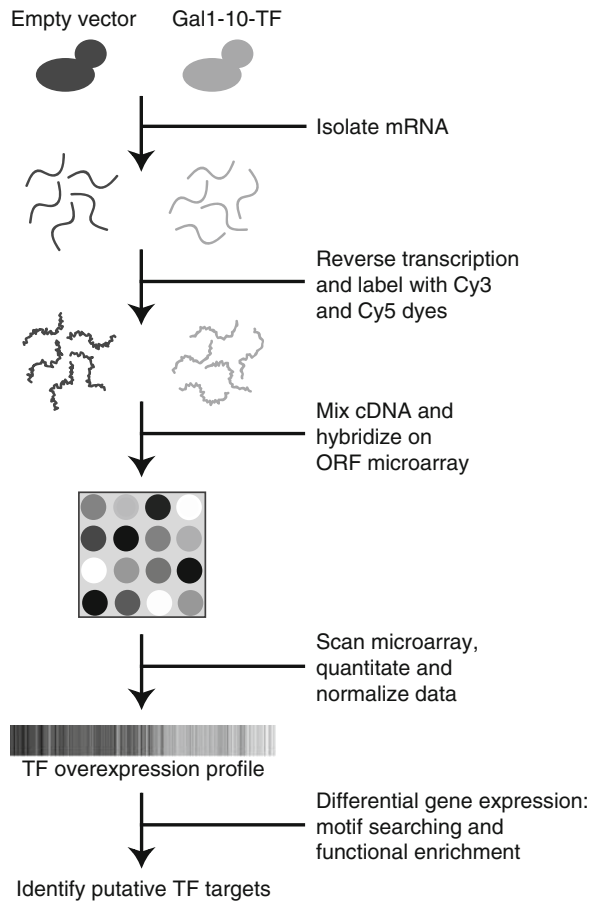 Empty vector
Gal1-10-TF
Isolate mRNA
Reverse transcription
and label with Cy3
and Cy5 dyes
Mix cDNA and
hybridize on
ORF microarray
Scan microarray,
quantitate and
normalize data
TF overexpression profile
Differential gene expression:
motif searching and
functional enrichment
Identify putative TF targets